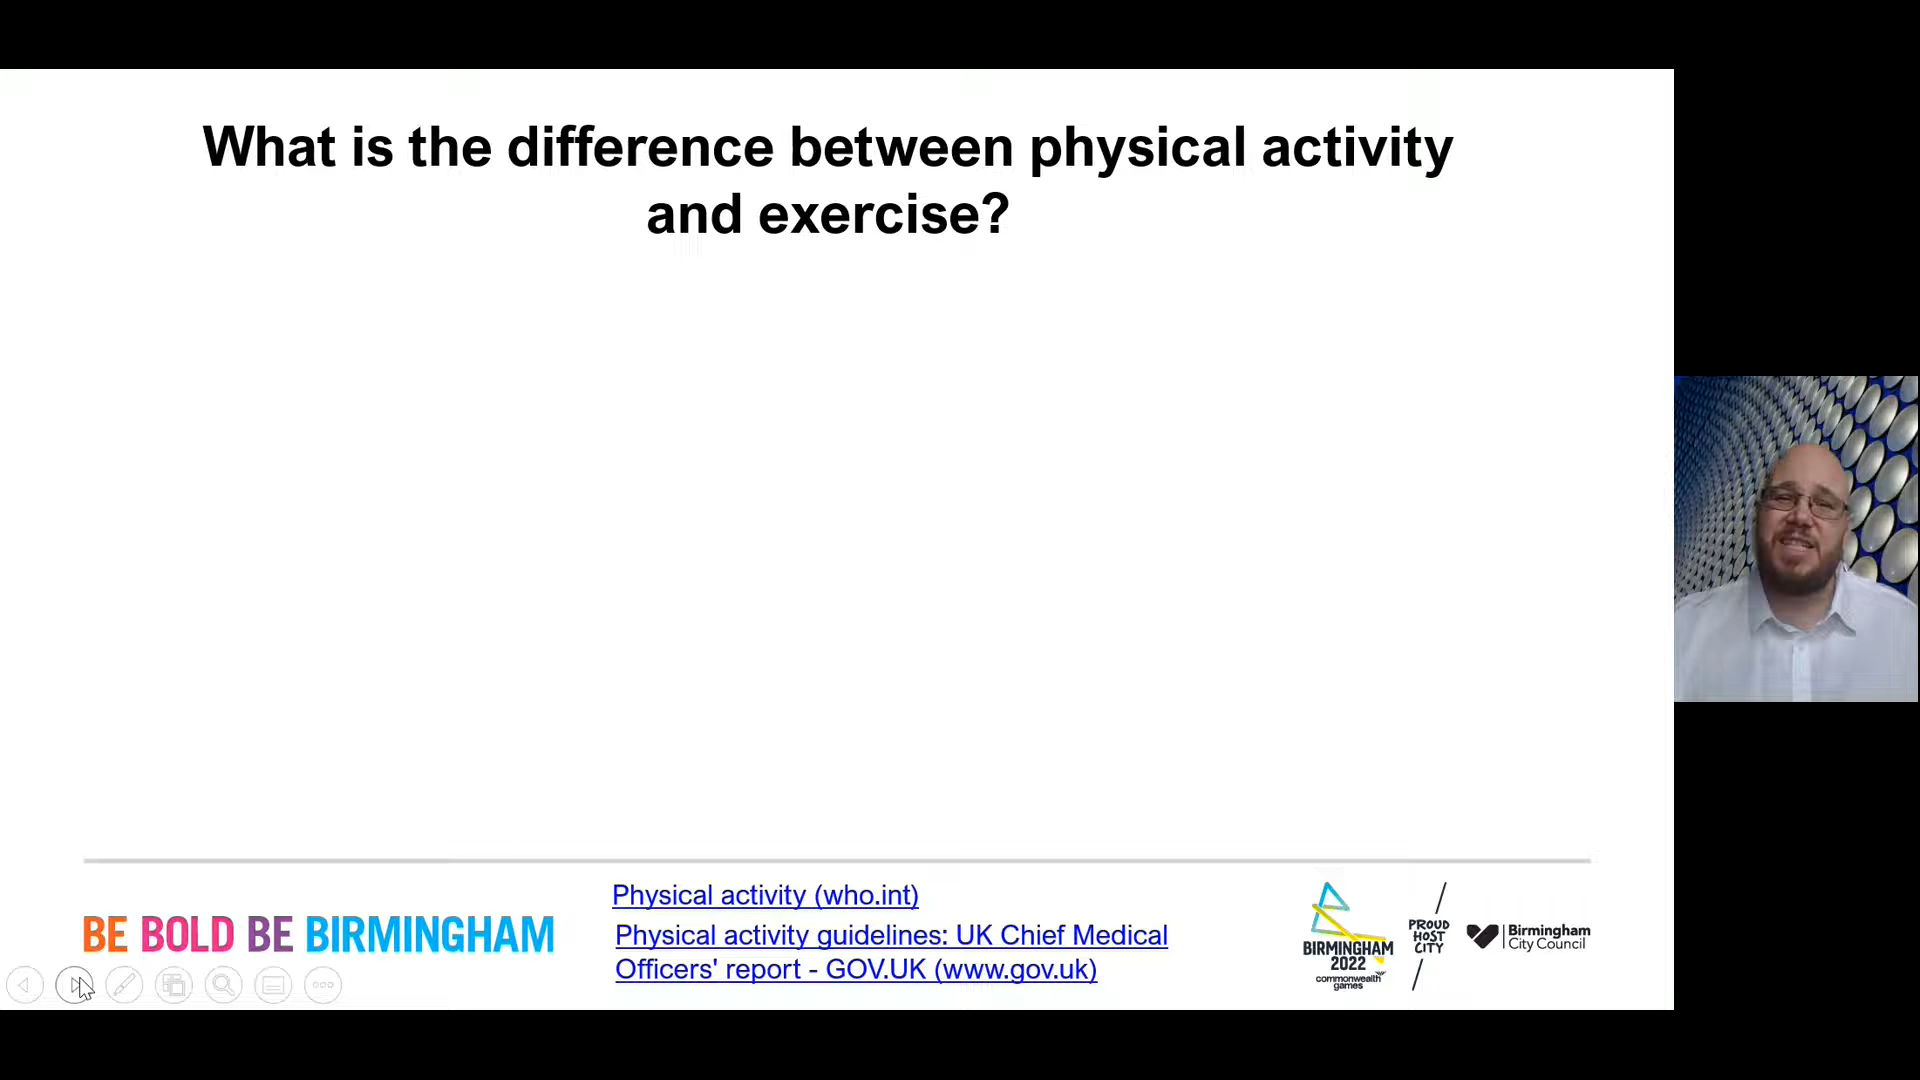 What is the difference between physical activity
and exercise?
Physical activity (who.int)
Physical activity guidelines: UK Chief Medical
Officers' report - GOV.UK (www.gov.uk)
BE BOLD BE BIRMINGHAM
BIRMINGHAM
2022
commonwealth
games
PROUD
HOST
CITY
Birmingham
City Council